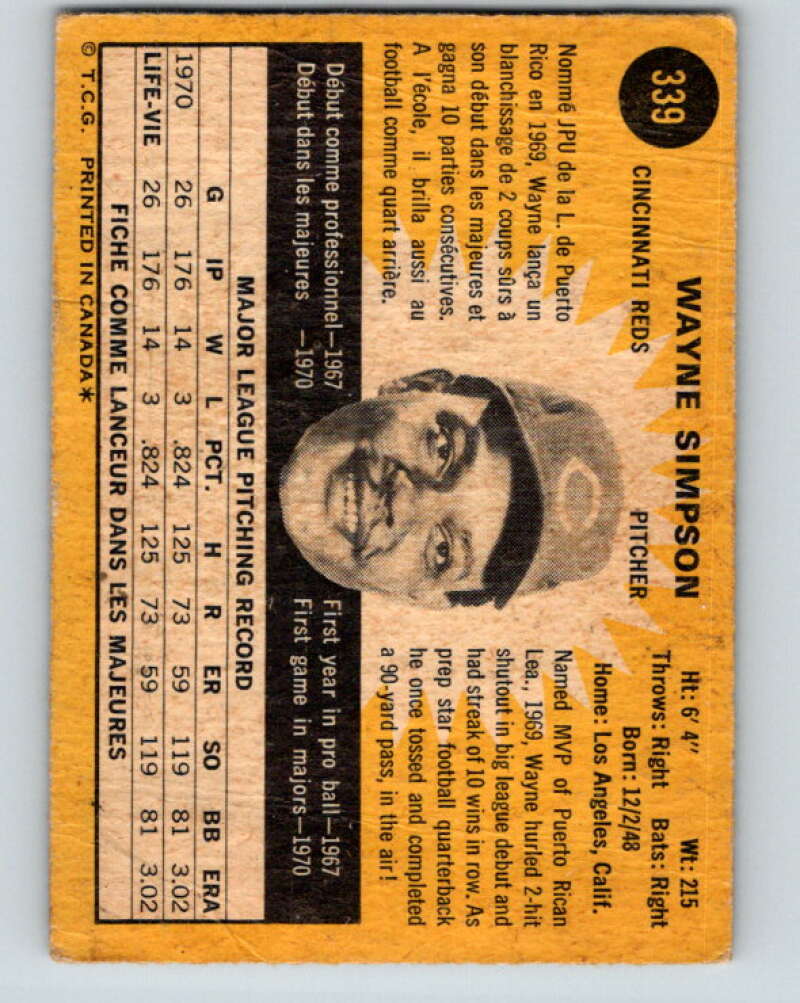 339
WAYNE SIMPSON
CINCINNATI REDS
PITCHER
Ht: 6' 4" Wt: 215
Throws: Right Bats: Right
Born: 12/2/48
Home: Los Angeles, Calif.
Nommé JPU de la L. de Puerto
Rico en 1969, Wayne lança un
blanchissage de 2 coups sûrs à
son début dans les majeures et
gagna 10 parties consécutives.
A l'école, il brilla aussi au
football comme quart arrière.
Named MVP of Puerto Rican
Lea., 1969, Wayne hurled 2-hit
shutout in big league debut and
had streak of 10 wins in row. As
prep star football quarterback
he once tossed and completed
a 90-yard pass, in the air!
Début comme professionnel—1967
Début dans les majeures —1970
First year in pro ball—1967
First game in majors—1970
MAJOR LEAGUE PITCHING RECORD
G IP W L PCT. H R ER SO BB ERA
1970 26 176 14 3 .824 125 73 59 119 81 3.02
LIFE-VIE 26 176 14 3 .824 125 73 59 119 81 3.02
FICHE COMME LANCEUR DANS LES MAJEURES
© T.C.G. PRINTED IN CANADA*